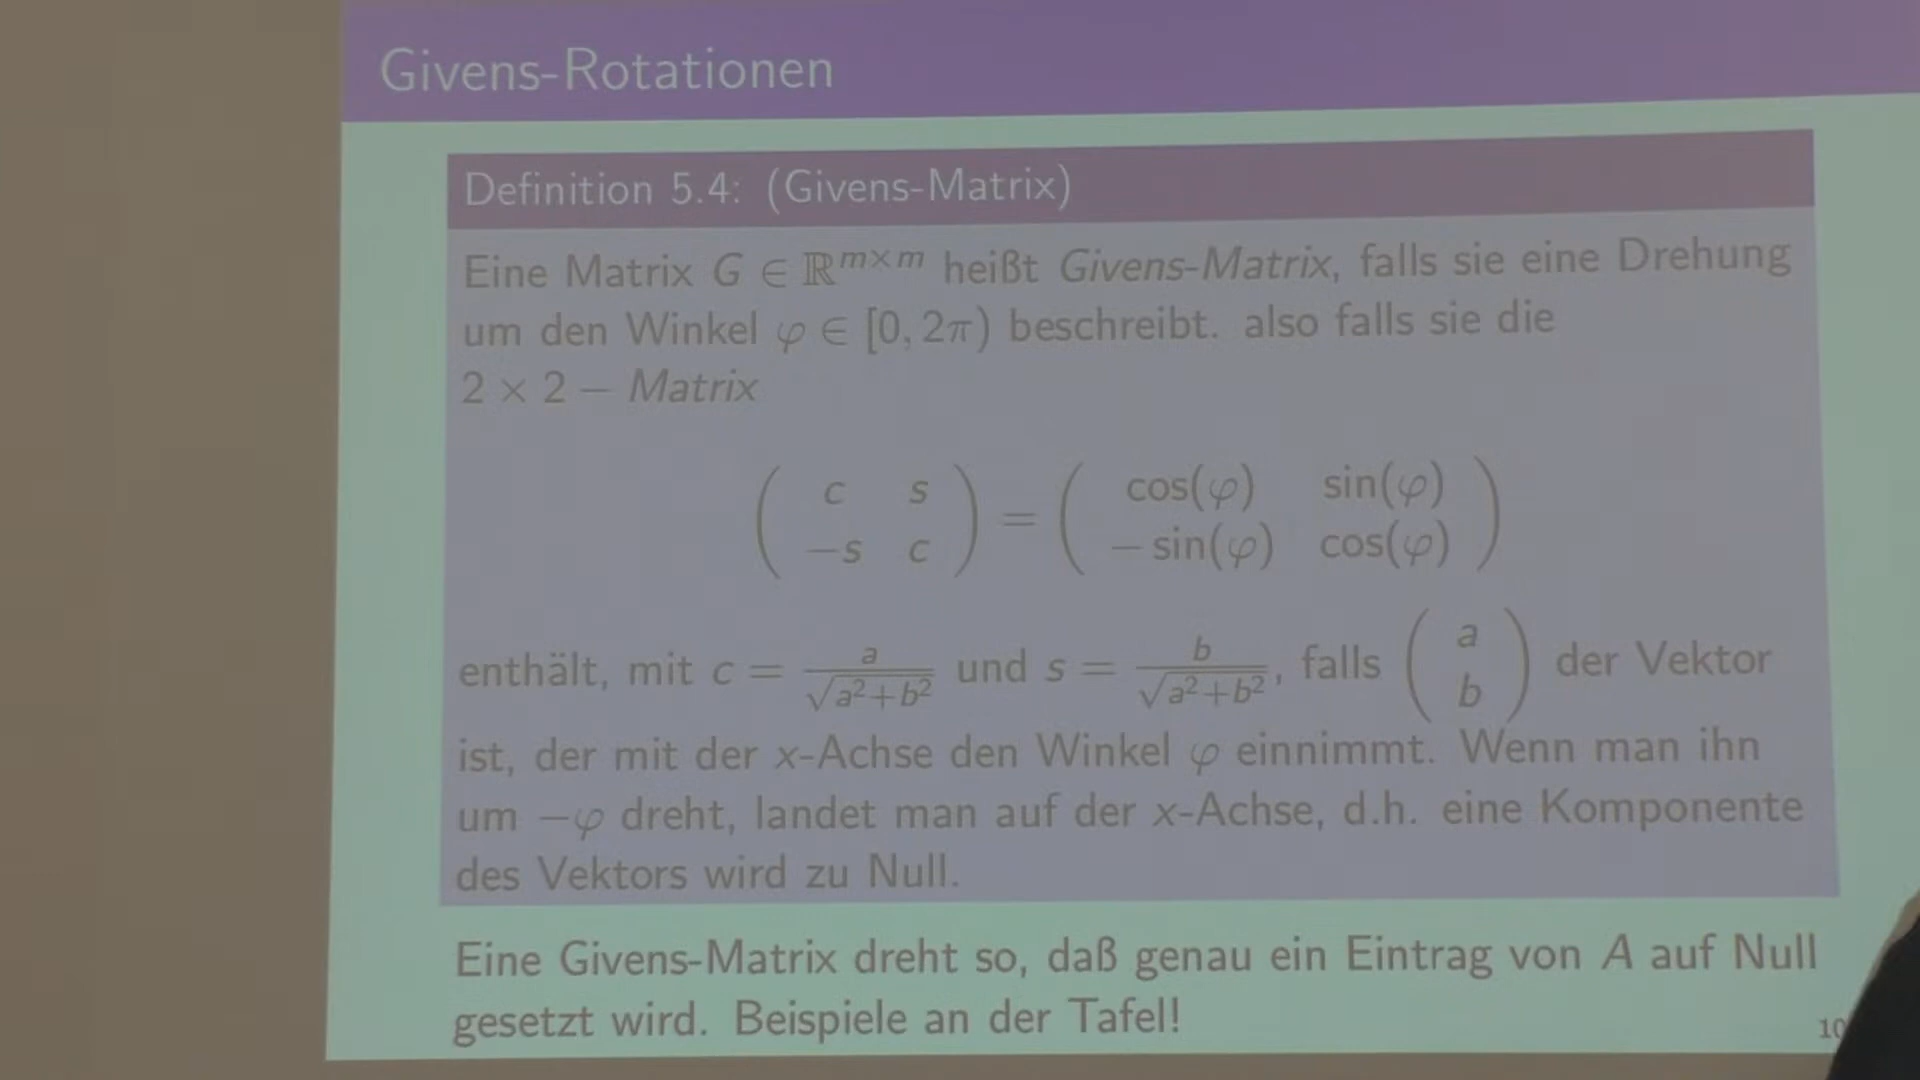 Givens-Rotationen
Definition 5.4: (Givens-Matrix)
Eine Matrix G ∈ ℝ^{m×m} heißt Givens-Matrix, falls sie eine Drehung
um den Winkel φ ∈ [0, 2π) beschreibt. also falls sie die
2 × 2 − Matrix
( c s ; −s c ) = ( cos(φ) sin(φ) ; − sin(φ) cos(φ) )
enthält, mit c = a/√(a²+b²) und s = b/√(a²+b²), falls ( a ; b ) der Vektor
ist, der mit der x-Achse den Winkel φ einnimmt. Wenn man ihn
um −φ dreht, landet man auf der x-Achse, d.h. eine Komponente
des Vektors wird zu Null.
Eine Givens-Matrix dreht so, daß genau ein Eintrag von A auf Null
gesetzt wird. Beispiele an der Tafel!